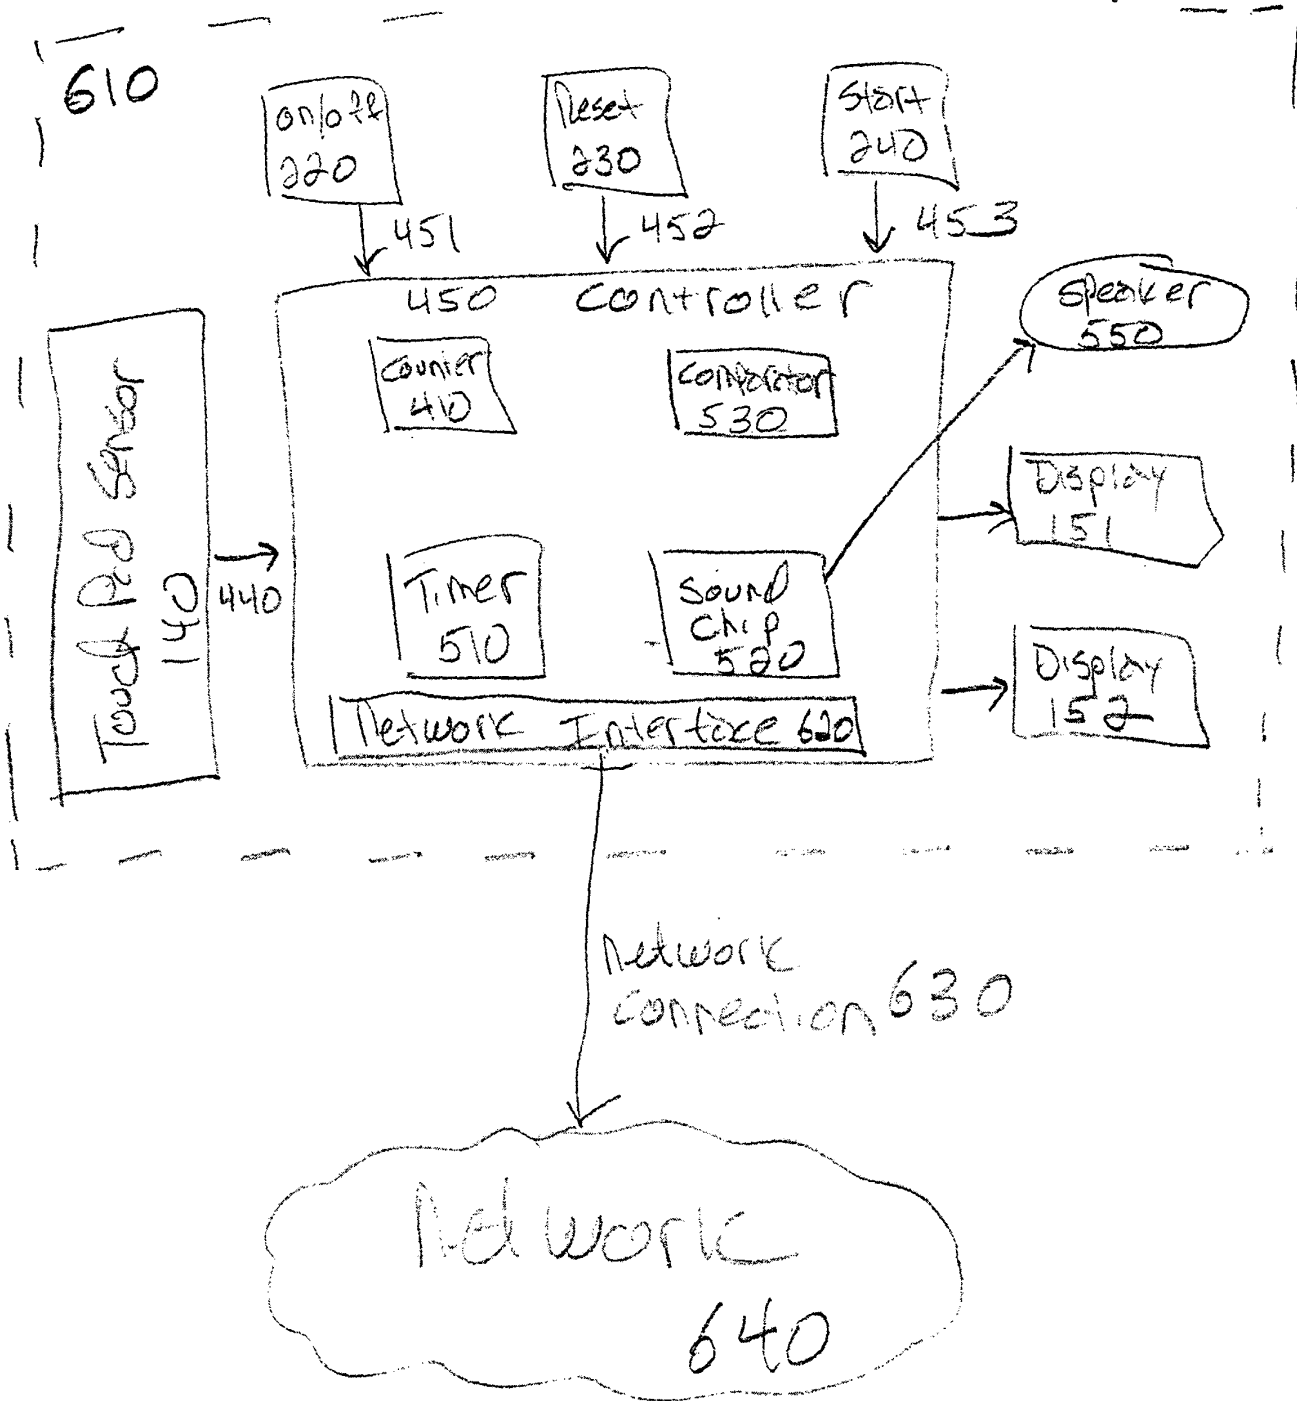 610
on/off
220
Reset
230
Start
240
451
452
453
450 Controller
Speaker
550
Counter
410
Comparator
530
Touch Pad Sensor
140
440
Display
151
Timer
510
Sound
Chip
520
Display
152
Network Interface 620
Network
connection 630
Network
640